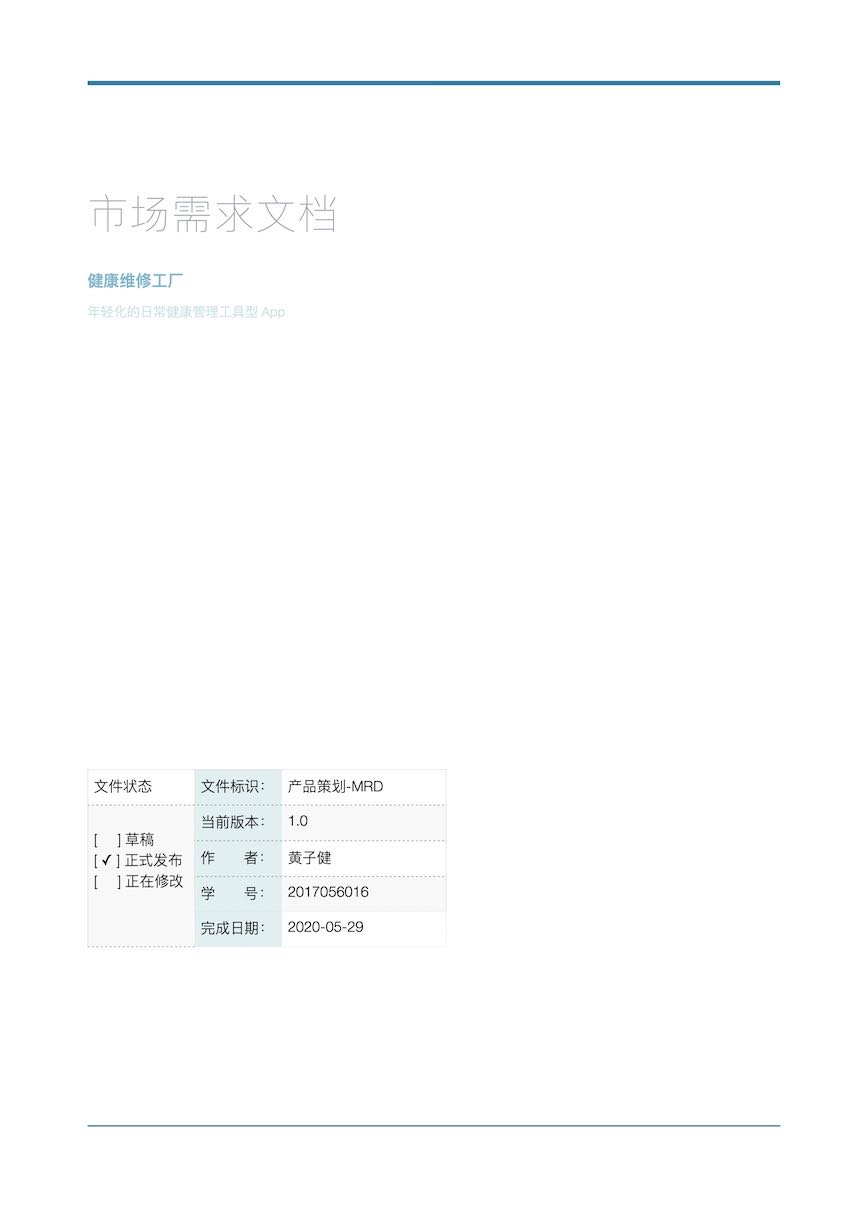 市场需求文档
健康维修工厂
年轻化的日常健康管理工具型 App
文件状态
文件标识： 产品策划-MRD
当前版本： 1.0
[ ] 草稿
[ ✓ ] 正式发布
[ ] 正在修改
作 者： 黄子健
学 号： 2017056016
完成日期： 2020-05-29